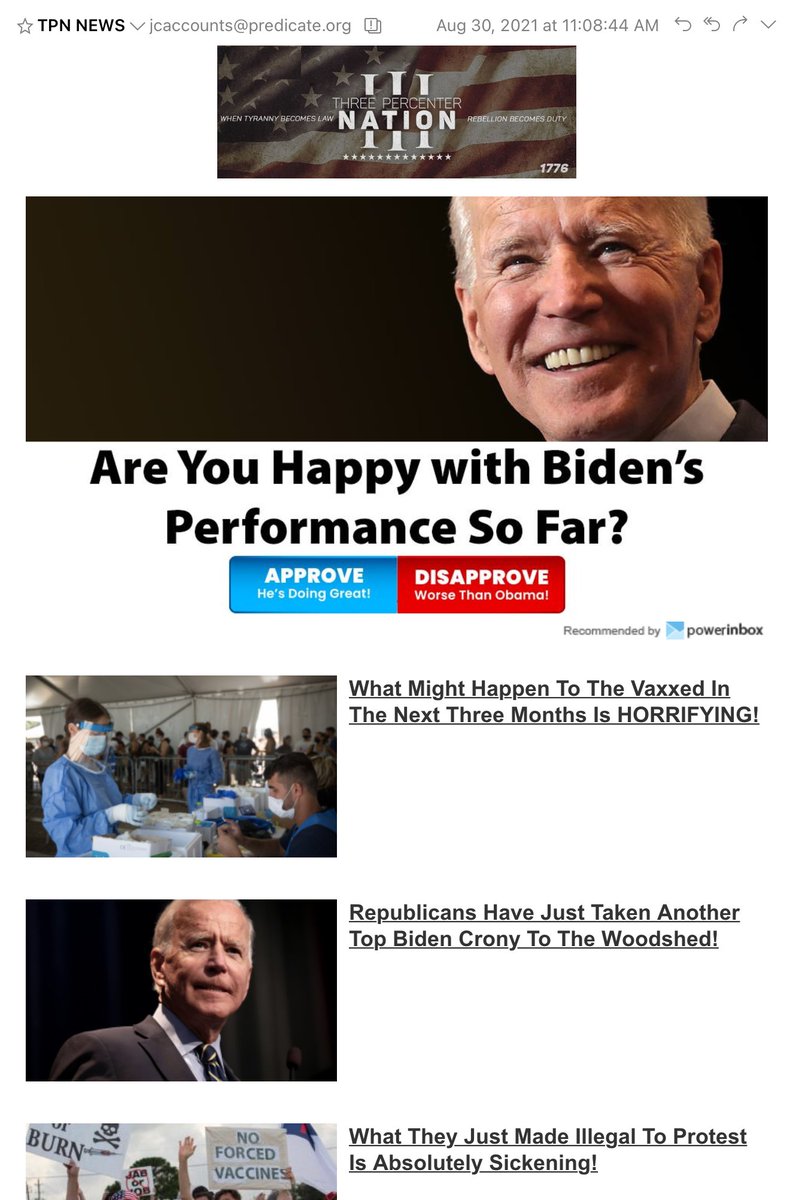 TPN NEWS jcaccounts@predicate.org Aug 30, 2021 at 11:08:44 AM
THREE PERCENTER
WHEN TYRANNY BECOMES LAW NATION REBELLION BECOMES DUTY
1776
Are You Happy with Biden's
Performance So Far?
APPROVE
He's Doing Great!
DISAPPROVE
Worse Than Obama!
Recommended by powerinbox
What Might Happen To The Vaxxed In
The Next Three Months Is HORRIFYING!
Republicans Have Just Taken Another
Top Biden Crony To The Woodshed!
BURN
JAB
or
JOB
NO
FORCED
VACCINES
What They Just Made Illegal To Protest
Is Absolutely Sickening!